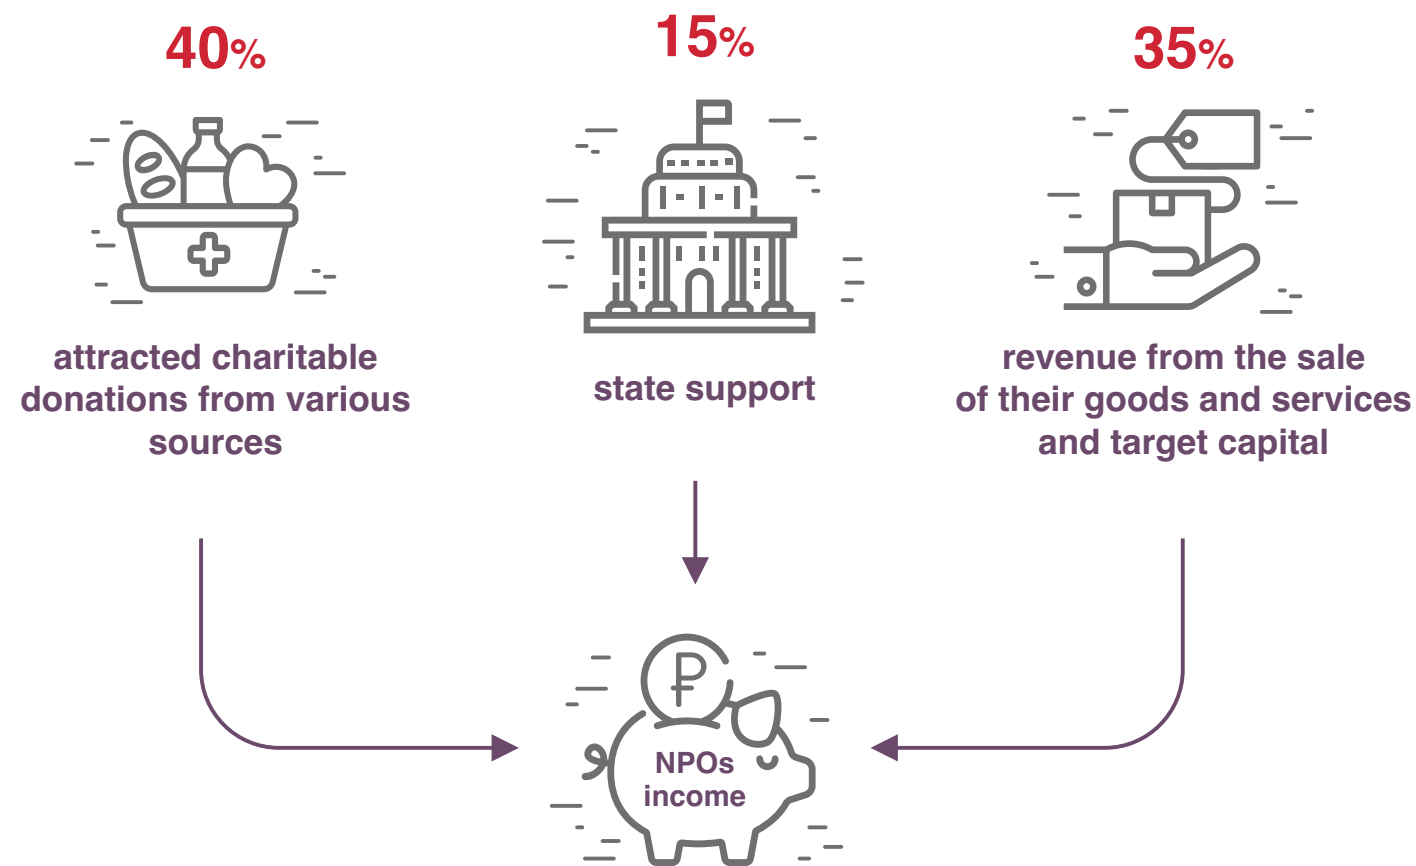 40%
attracted charitable
donations from various
sources
15%
state support
35%
revenue from the sale
of their goods and services
and target capital
₽
NPOs
income